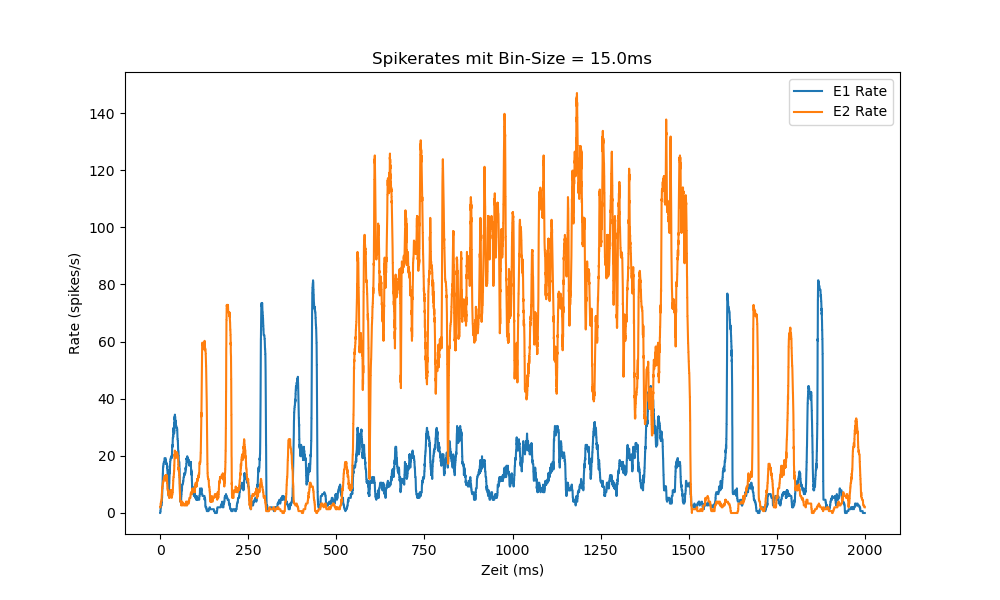 Spikerates mit Bin-Size = 15.0ms
E1 Rate
E2 Rate
Rate (spikes/s)
140
120
100
80
60
40
20
0
0 250 500 750 1000 1250 1500 1750 2000
Zeit (ms)